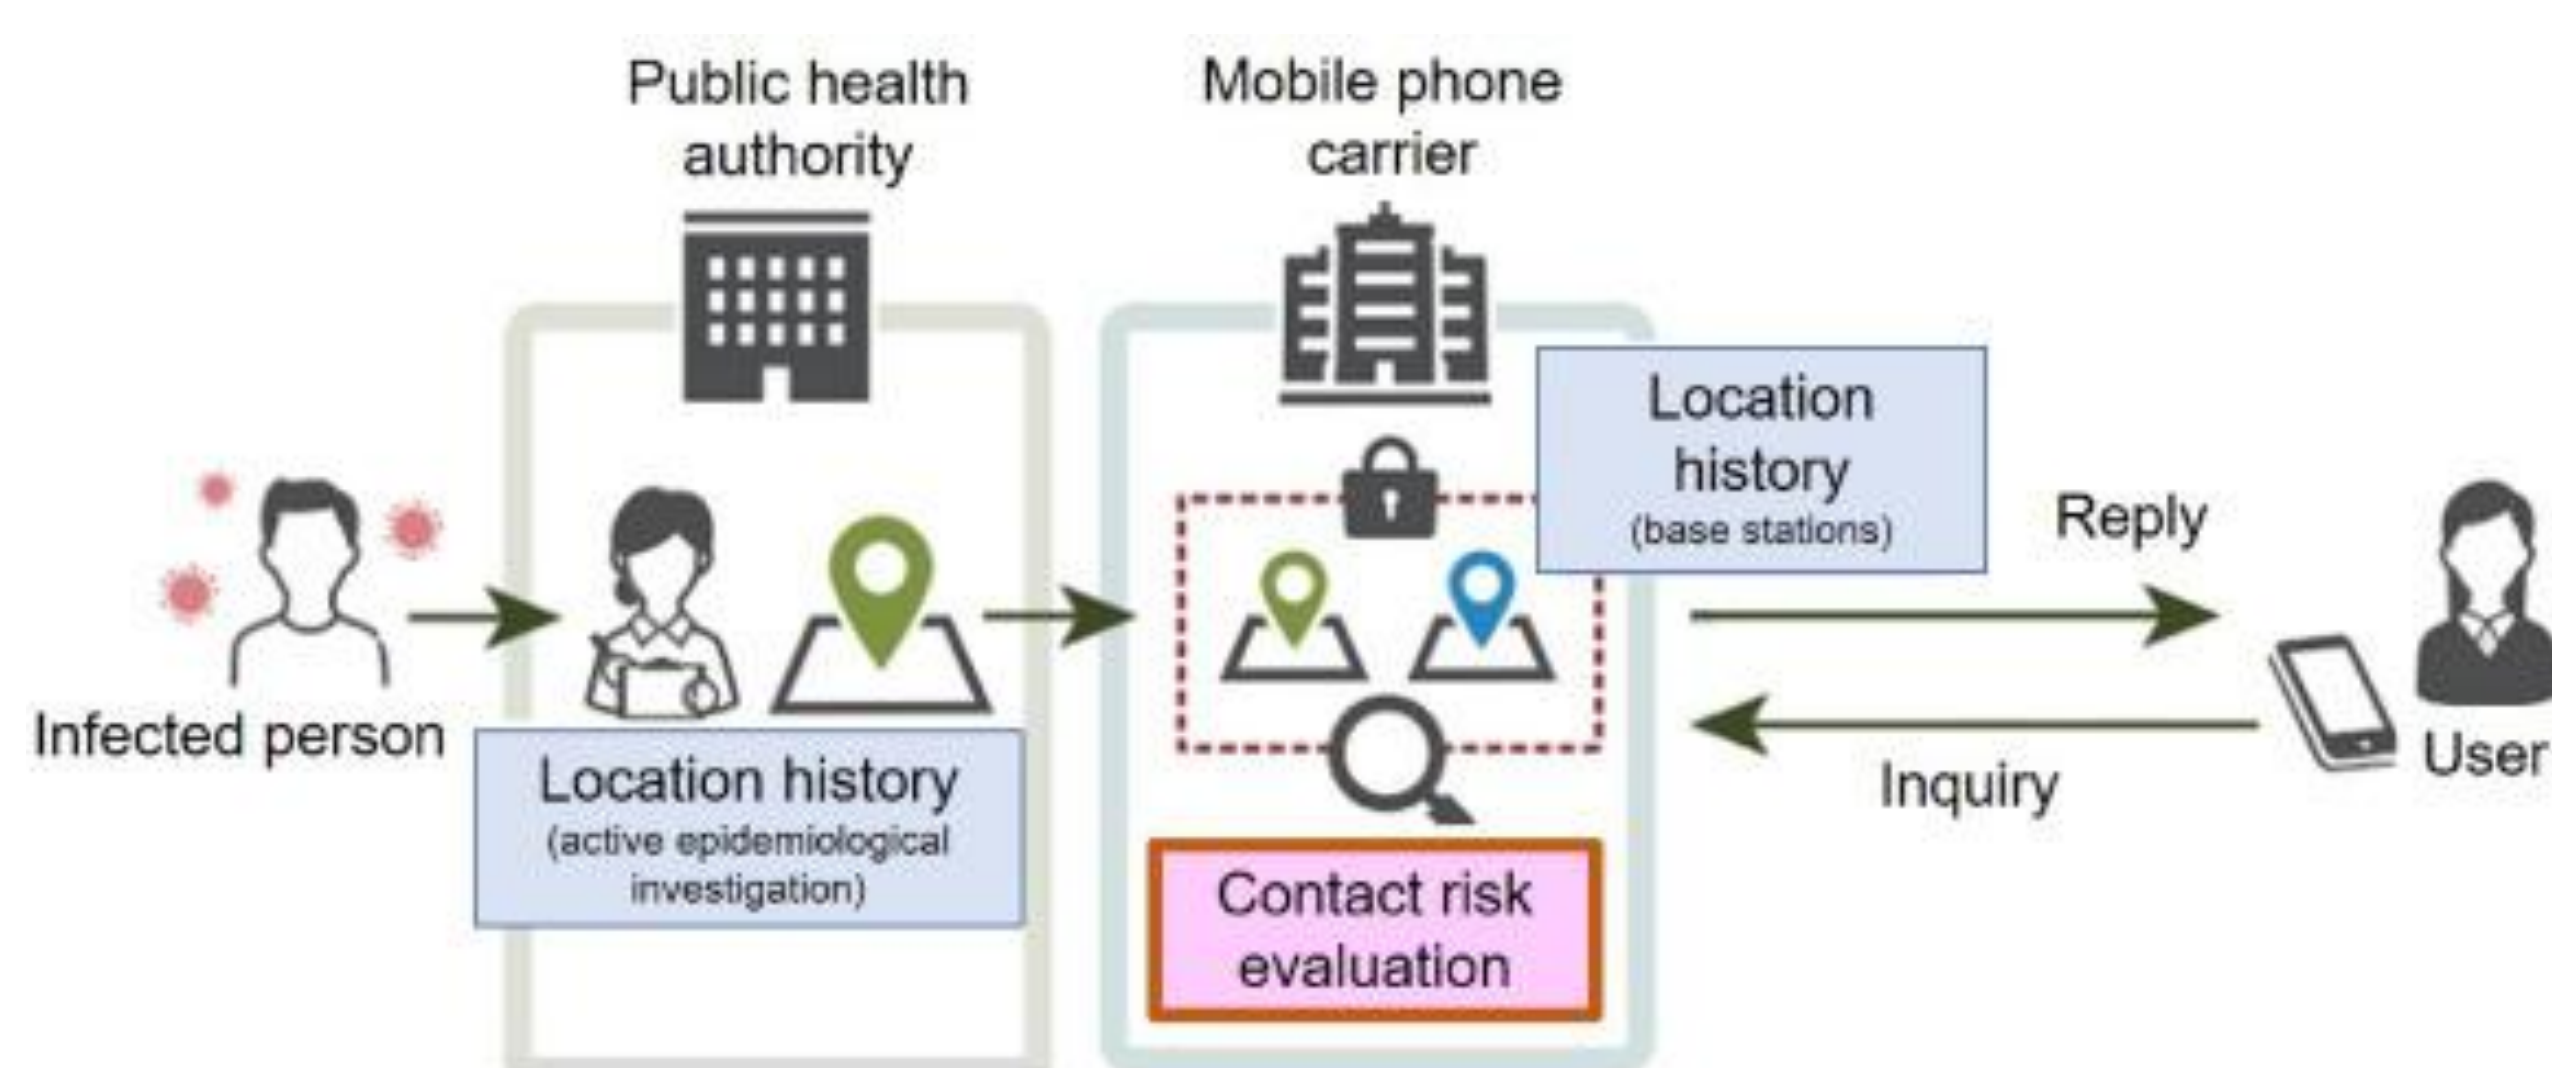 Public health
authority
Mobile phone
carrier
Location
history
(base stations)
Reply
Infected person
Location history
(active epidemiological
investigation)
User
Inquiry
Contact risk
evaluation